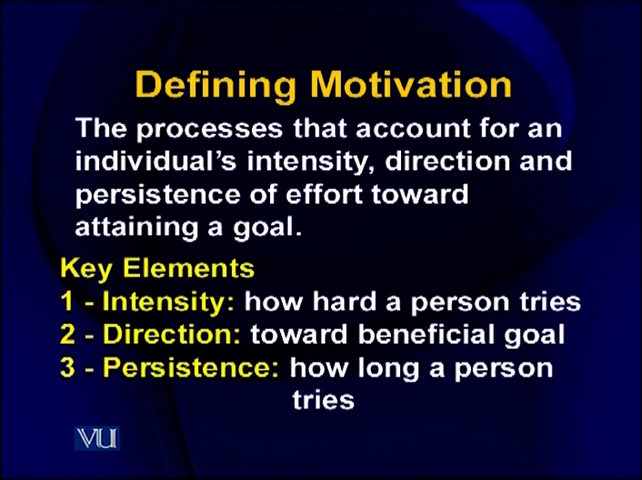 Defining Motivation
The processes that account for an
individual's intensity, direction and
persistence of effort toward
attaining a goal.
Key Elements
1 - Intensity: how hard a person tries
2 - Direction: toward beneficial goal
3 - Persistence: how long a person
tries
VU